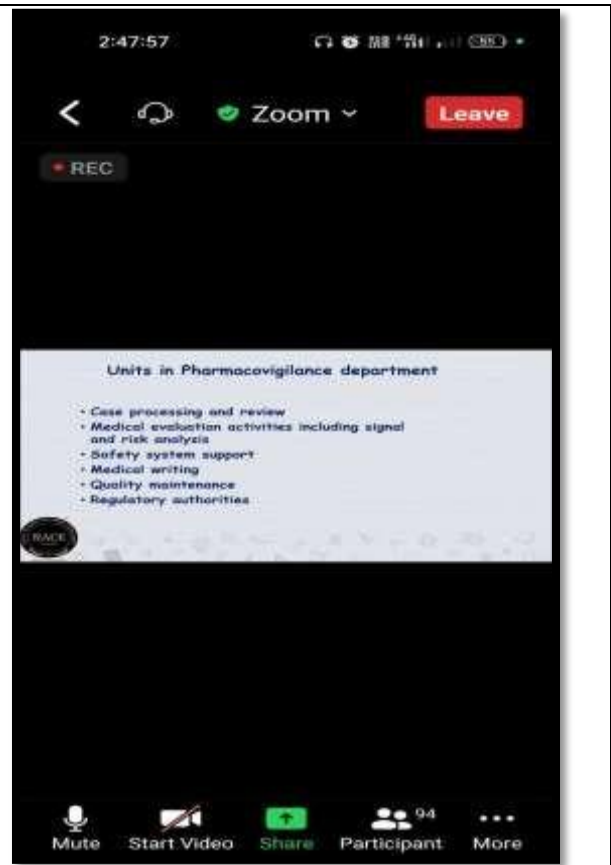 2:47:57
Zoom
Leave
REC
Units in Pharmacovigilance department
• Case processing and review
• Medical evaluation activities including signal
and risk analysis
• Safety system support
• Medical writing
• Quality maintenance
• Regulatory authorities
94
Mute Start Video Share Participant More